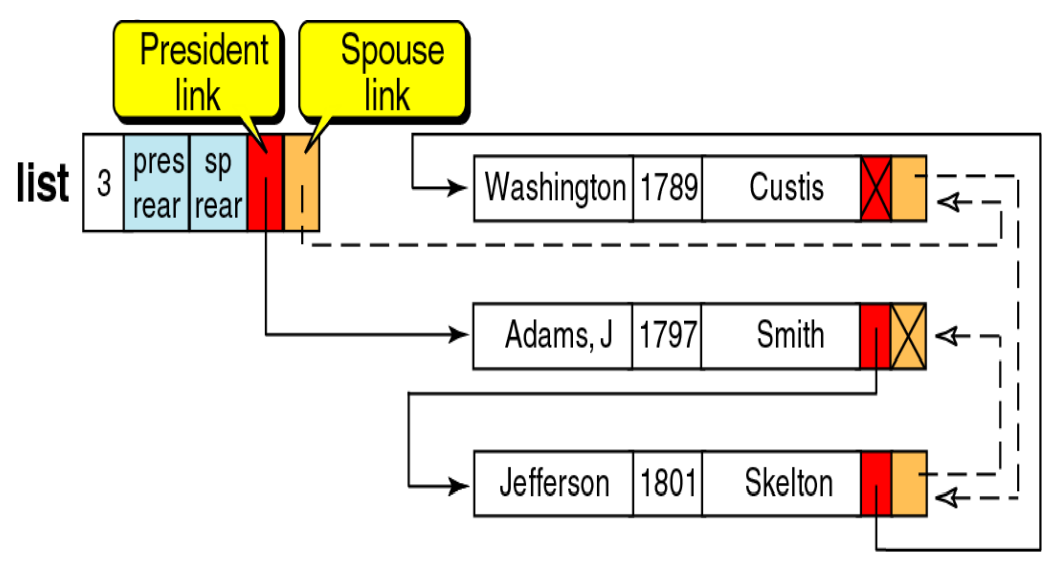 President
link
Spouse
link
list
3
pres
rear
sp
rear
Washington 1789 Custis
Adams, J 1797 Smith
Jefferson 1801 Skelton